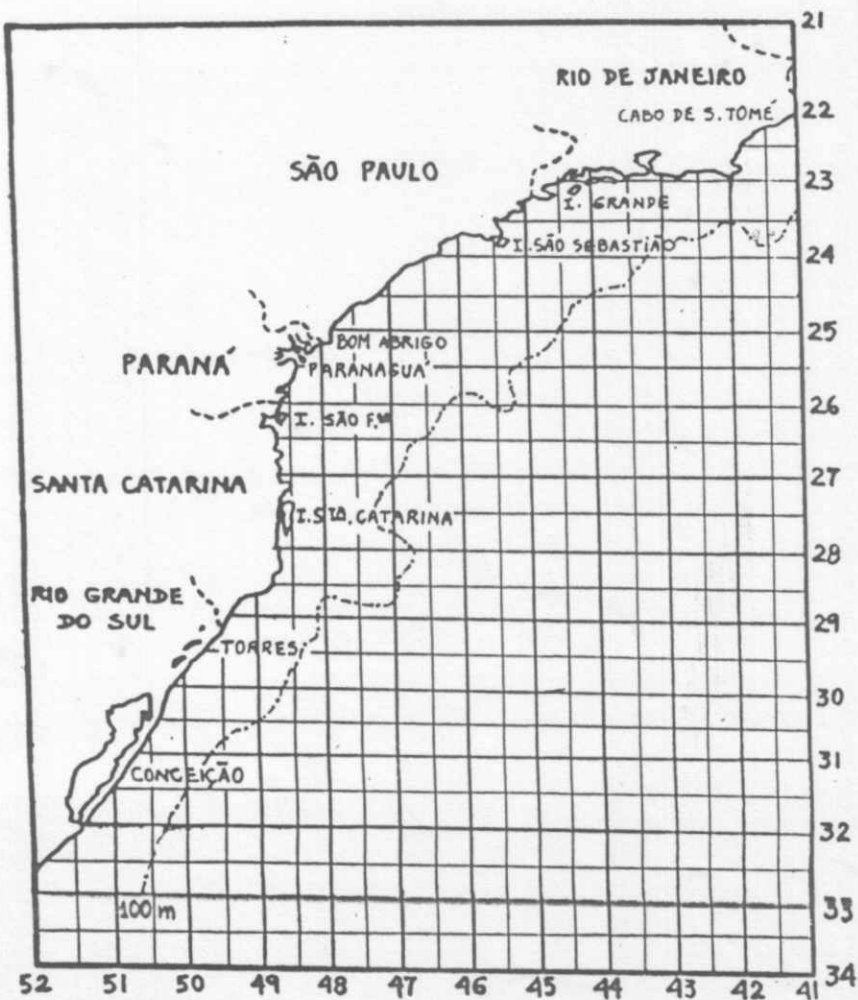 21
RIO DE JANEIRO
CABO DE S. TOMÉ
22
SÃO PAULO
23
I. GRANDE
I. SÃO SEBASTIÃO
24
25
BOM ABRIGO
PARANÁ
PARANAGUÁ
26
I. SÃO F.CO
27
SANTA CATARINA
I. STA. CATARINA
28
RIO GRANDE
DO SUL
29
TORRES
30
31
CONCEIÇÃO
32
100 m
33
34
52 51 50 49 48 47 46 45 44 43 42 41